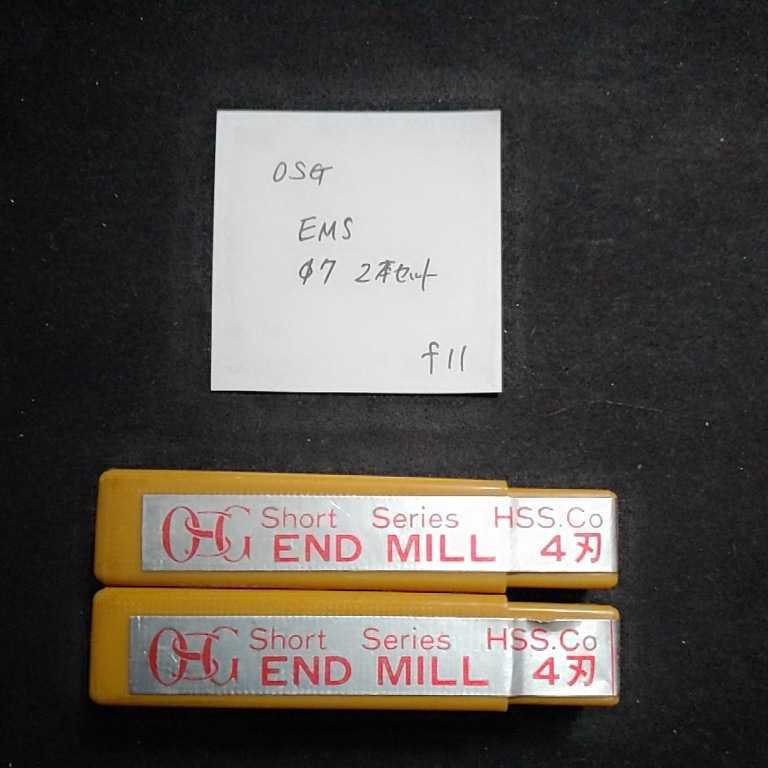 OSG
EMS
φ7 2本セット
f11
OSG Short Series HSS.Co
END MILL 4刃
OSG Short Series HSS.Co
END MILL 4刃